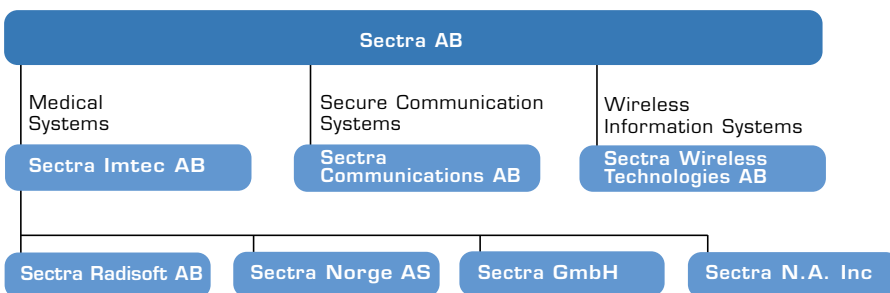 Sectra AB
Medical
Systems
Secure Communication
Systems
Wireless
Information Systems
Sectra Imtec AB
Sectra
Communications AB
Sectra Wireless
Technologies AB
Sectra Radisoft AB
Sectra Norge AS
Sectra GmbH
Sectra N.A. Inc